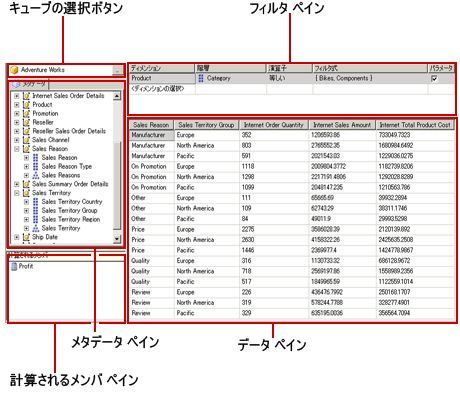 キューブの選択ボタン
フィルタ ペイン
Adventure Works
...
ディメンション 階層 演算子 フィルタ式 パラメータ
Product Category 等しい { Bikes, Components }
<ディメンションの選択>
メタデータ
Internet Sales Order Details
Product
Promotion
Reseller
Reseller Sales Order Details
Sales Channel
Sales Reason
Sales Reason
Sales Reason Type
Sales Reasons
Sales Summary Order Details
Sales Territory
Sales Territory Country
Sales Territory Group
Sales Territory Region
Sales Territory
Ship Date
計算されるメンバ
Profit
Sales Reason Sales Territory Group Internet Order Quantity Internet Sales Amount Internet Total Product Cost
Manufacturer Europe 352 1206593.86 733049.7323
Manufacturer North America 803 2765552.35 1680984.6492
Manufacturer Pacific 591 2021543.03 1229036.0275
On Promotion Europe 1118 2009804.3772 1182739.8206
On Promotion North America 1298 2217191.4806 1292028.8289
On Promotion Pacific 1099 2048147.235 1210563.786
Other Europe 111 65665.69 39932.2894
Other North America 109 62743.29 38311.1746
Other Pacific 84 49011.9 29993.5298
Price Europe 2275 3586028.39 2120139.892
Price North America 2630 4158322.26 2425635.2508
Price Pacific 1446 2369977.4 1424778.9067
Quality Europe 316 1130733.32 686128.9672
Quality North America 718 2569197.86 1558989.2356
Quality Pacific 517 1849965.59 1122559.1014
Review Europe 226 436476.7992 250168.1707
Review North America 319 578244.7788 328277.4901
Review Pacific 329 635195.0036 356564.7094
メタデータ ペイン
データ ペイン
計算されるメンバ ペイン